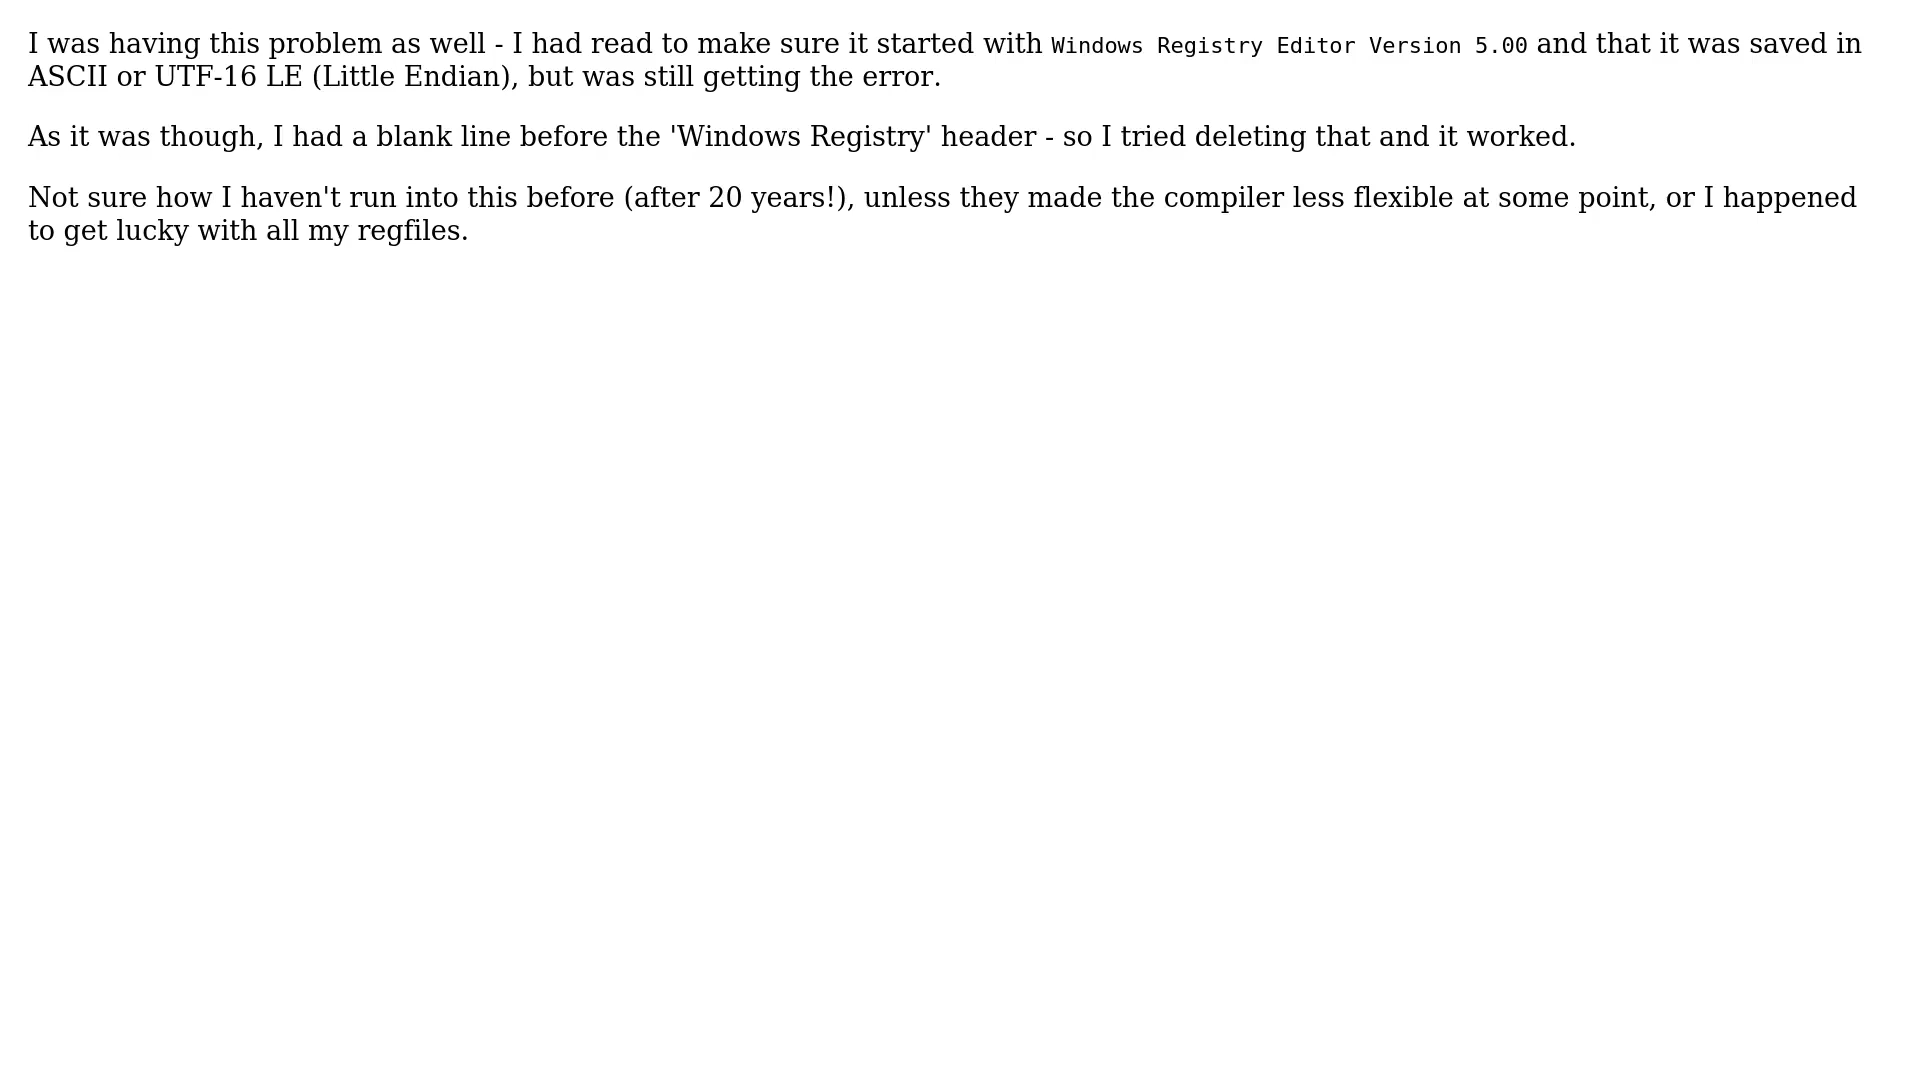 I was having this problem as well - I had read to make sure it started with Windows Registry Editor Version 5.00 and that it was saved in
ASCII or UTF-16 LE (Little Endian), but was still getting the error.
As it was though, I had a blank line before the 'Windows Registry' header - so I tried deleting that and it worked.
Not sure how I haven't run into this before (after 20 years!), unless they made the compiler less flexible at some point, or I happened
to get lucky with all my regfiles.